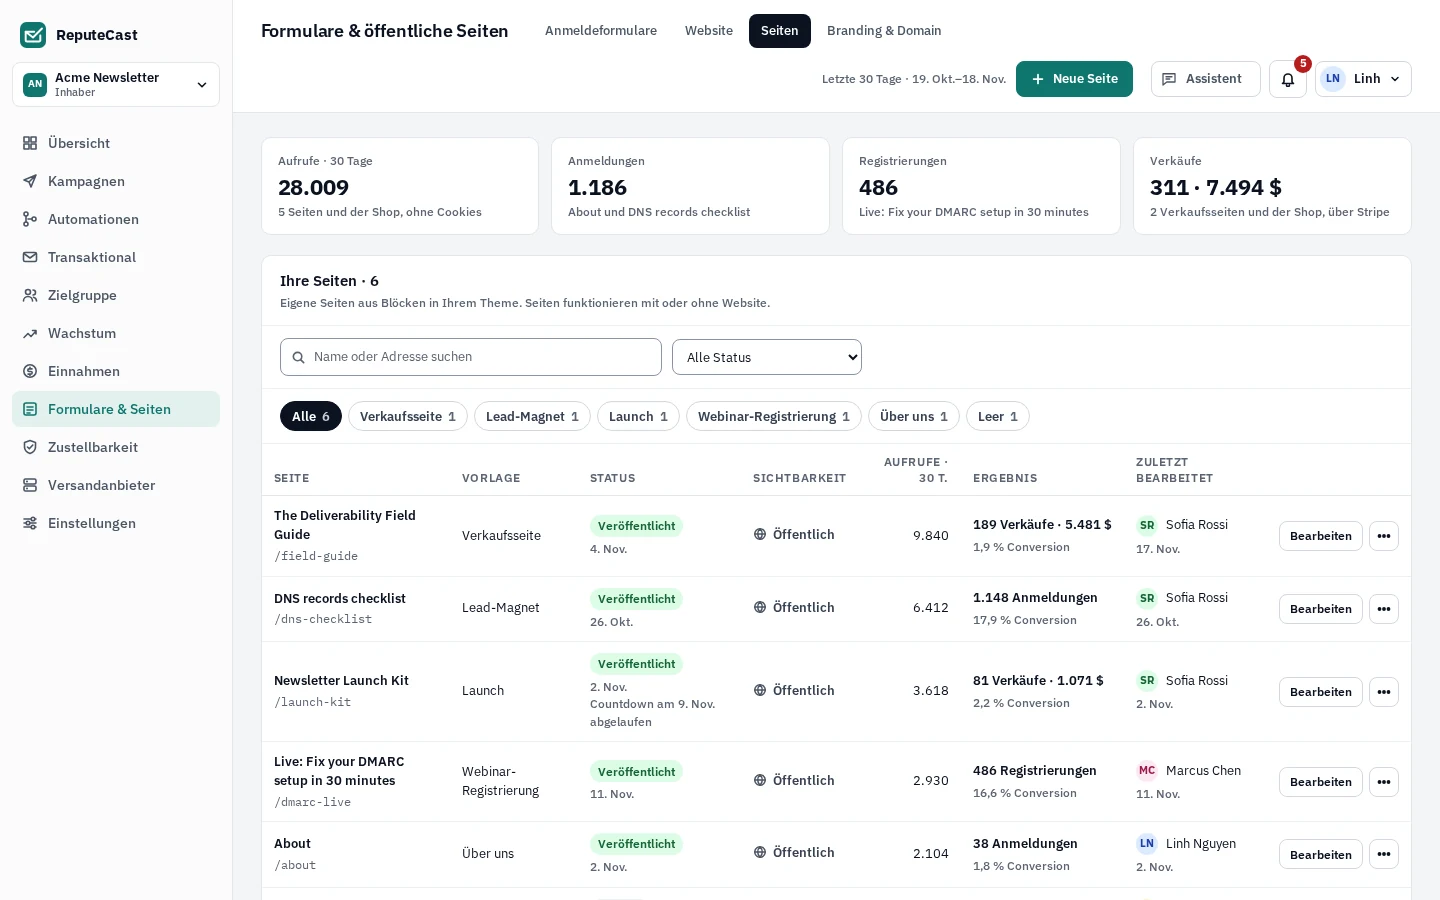 ReputeCast
AN
Acme Newsletter
Inhaber
Übersicht
Kampagnen
Automationen
Transaktional
Zielgruppe
Wachstum
Einnahmen
Formulare & Seiten
Zustellbarkeit
Versandanbieter
Einstellungen
Formulare & öffentliche Seiten
Anmeldeformulare
Website
Seiten
Branding & Domain
Letzte 30 Tage · 19. Okt.–18. Nov.
Neue Seite
Assistent
5
LN
Linh
Aufrufe · 30 Tage
28.009
5 Seiten und der Shop, ohne Cookies
Anmeldungen
1.186
About und DNS records checklist
Registrierungen
486
Live: Fix your DMARC setup in 30 minutes
Verkäufe
311 · 7.494 $
2 Verkaufsseiten und der Shop, über Stripe
Ihre Seiten · 6
Eigene Seiten aus Blöcken in Ihrem Theme. Seiten funktionieren mit oder ohne Website.
Name oder Adresse suchen
Alle Status
Alle 6
Verkaufsseite 1
Lead-Magnet 1
Launch 1
Webinar-Registrierung 1
Über uns 1
Leer 1
SEITE
VORLAGE
STATUS
SICHTBARKEIT
AUFRUFE ·
30 T.
ERGEBNIS
ZULETZT
BEARBEITET
The Deliverability Field
Guide
/field-guide
Verkaufsseite
Veröffentlicht
4. Nov.
Öffentlich
9.840
189 Verkäufe · 5.481 $
1,9 % Conversion
SR
Sofia Rossi
17. Nov.
Bearbeiten
DNS records checklist
/dns-checklist
Lead-Magnet
Veröffentlicht
26. Okt.
Öffentlich
6.412
1.148 Anmeldungen
17,9 % Conversion
SR
Sofia Rossi
26. Okt.
Bearbeiten
Newsletter Launch Kit
/launch-kit
Launch
Veröffentlicht
2. Nov.
Countdown am 9. Nov.
abgelaufen
Öffentlich
3.618
81 Verkäufe · 1.071 $
2,2 % Conversion
SR
Sofia Rossi
2. Nov.
Bearbeiten
Live: Fix your DMARC
setup in 30 minutes
/dmarc-live
Webinar-
Registrierung
Veröffentlicht
11. Nov.
Öffentlich
2.930
486 Registrierungen
16,6 % Conversion
MC
Marcus Chen
11. Nov.
Bearbeiten
About
/about
Über uns
Veröffentlicht
2. Nov.
Öffentlich
2.104
38 Anmeldungen
1,8 % Conversion
LN
Linh Nguyen
2. Nov.
Bearbeiten